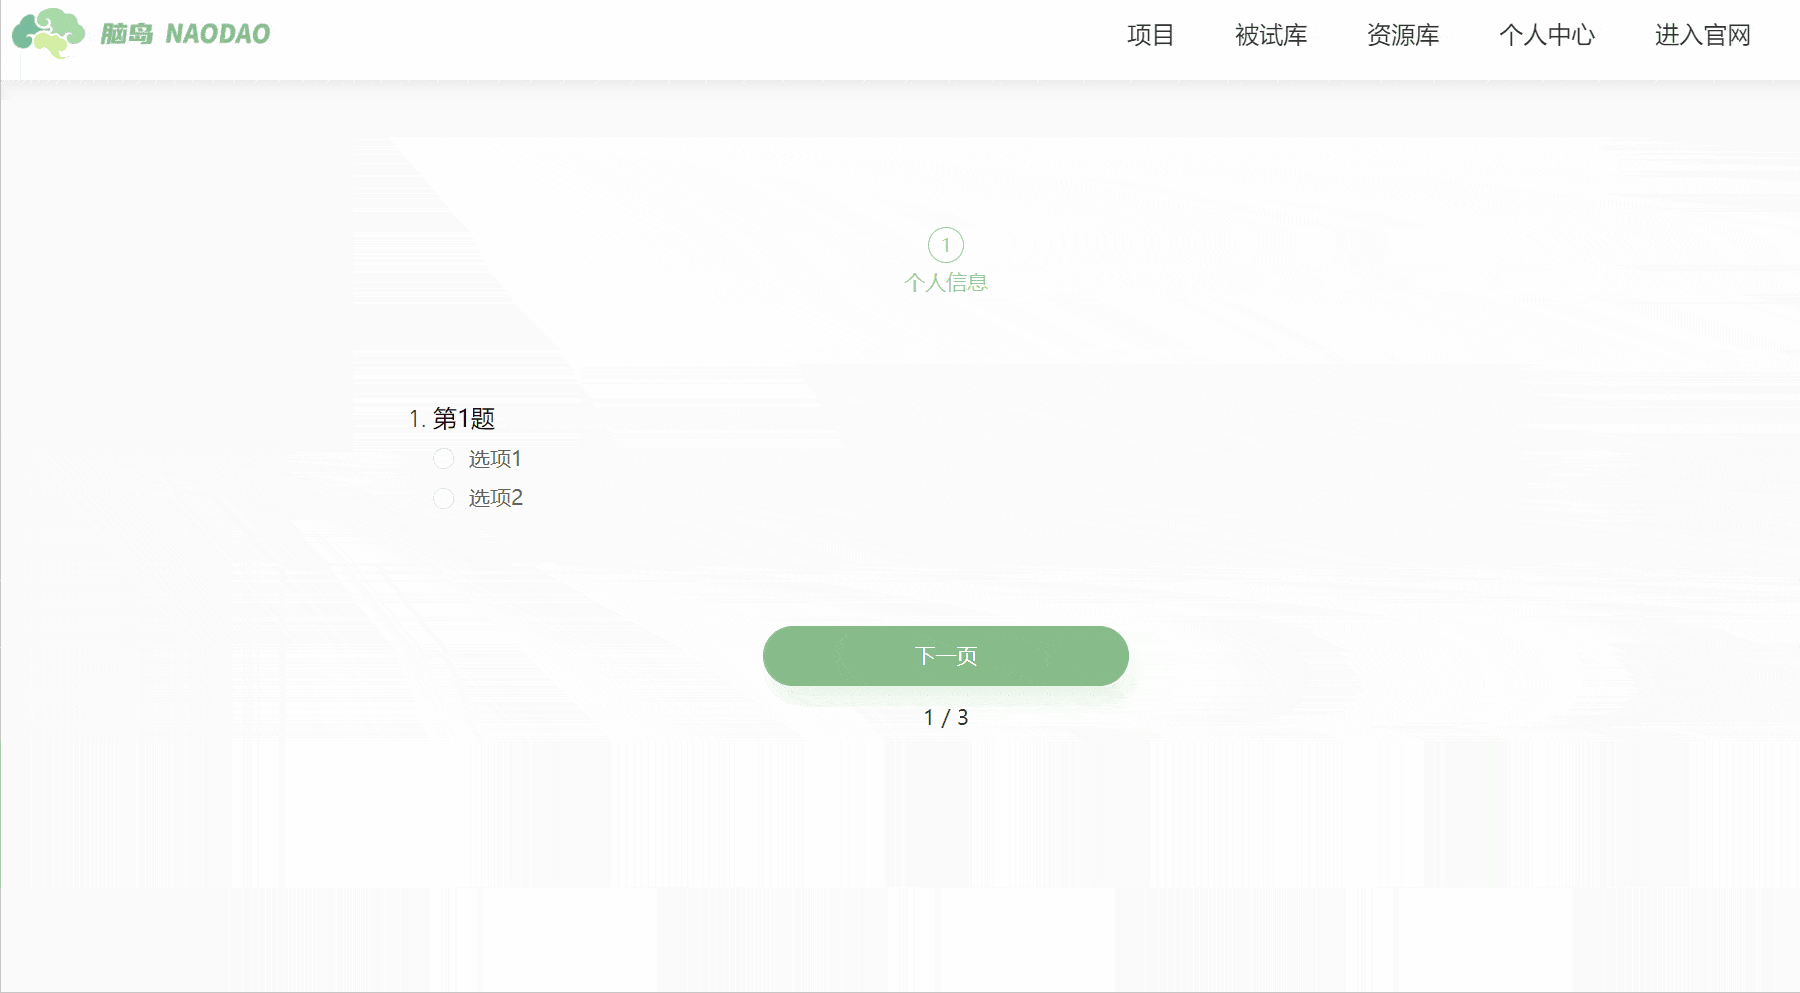 脑岛 NAODAO
项目 被试库 资源库 个人中心 进入官网
1
个人信息
1. 第1题
选项1
选项2
下一页
1 / 3